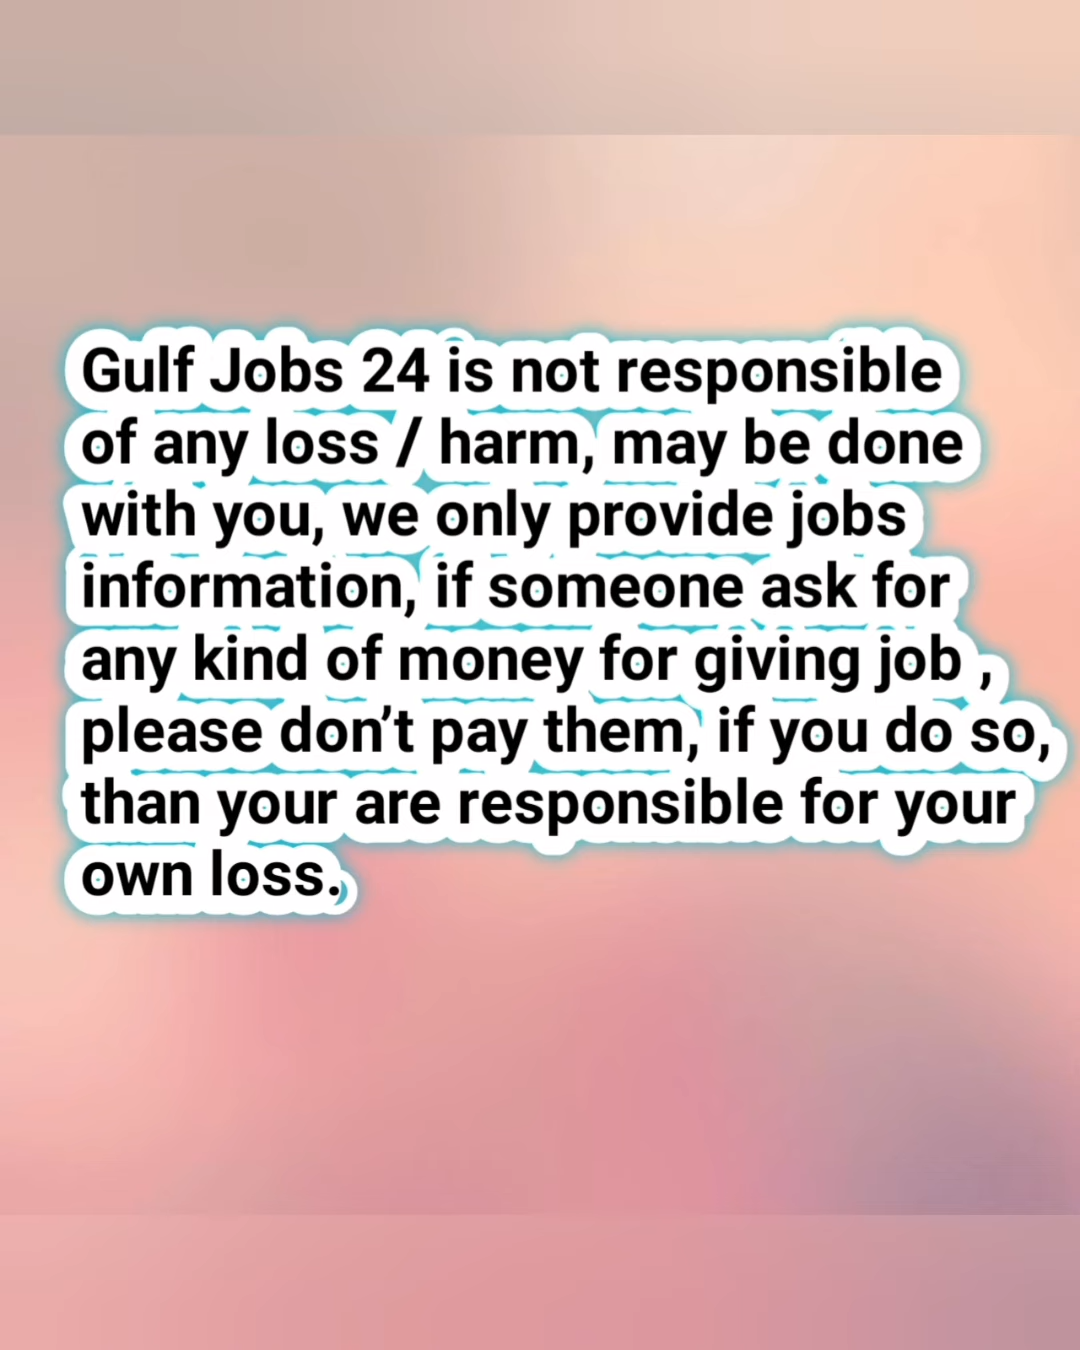 Gulf Jobs 24 is not responsible
of any loss / harm, may be done
with you, we only provide jobs
information, if someone ask for
any kind of money for giving job ,
please don’t pay them, if you do so,
than your are responsible for your
own loss.